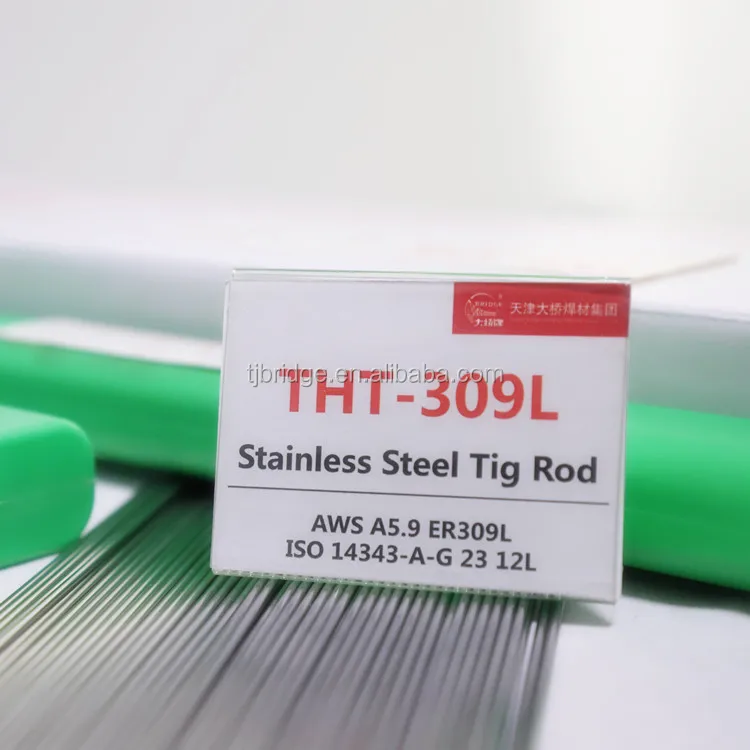 天津大桥焊材集团
THT-309L
tjbridge.en.alibaba.com
Stainless Steel Tig Rod
AWS A5.9 ER309L
ISO 14343-A-G 23 12L